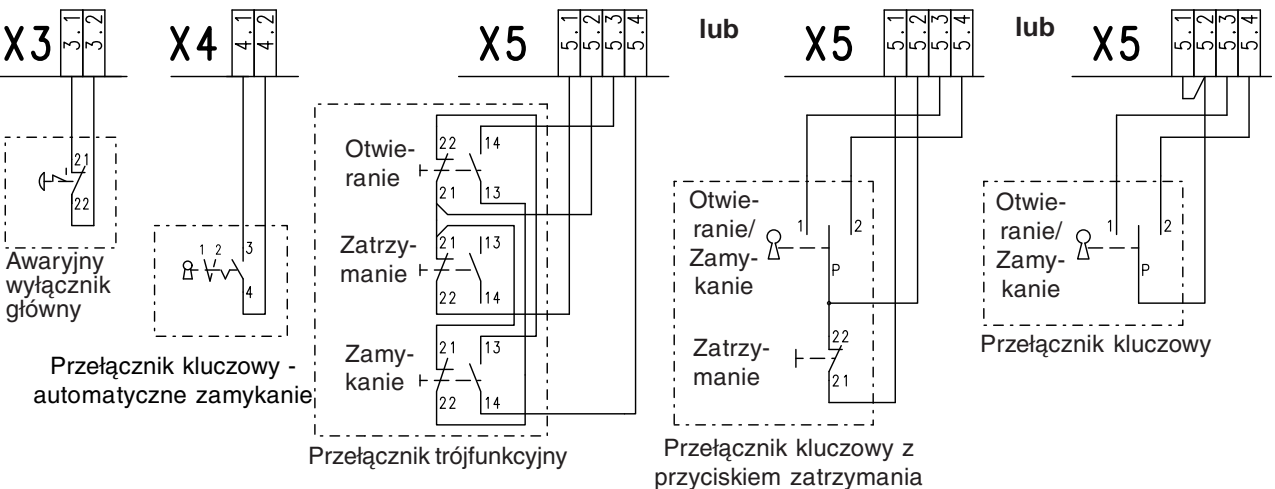 X3
3.1
3.2
X4
4.1
4.2
X5
5.1
5.2
5.3
5.4
lub
X5
5.1
5.2
5.3
5.4
lub
X5
5.1
5.2
5.3
5.4
21
22
Awaryjny
wyłącznik
główny
1 2 3
4
Przełącznik kluczowy -
automatyczne zamykanie
Otwie-
ranie
22
14
21
13
Zatrzy-
manie
21
13
22
14
Zamy-
kanie
21
13
22
14
Przełącznik trójfunkcyjny
Otwie-
ranie/
Zamy-
kanie
1
2
P
Zatrzy-
manie
22
21
Przełącznik kluczowy z
przyciskiem zatrzymania
Otwie-
ranie/
Zamy-
kanie
1
2
P
Przełącznik kluczowy